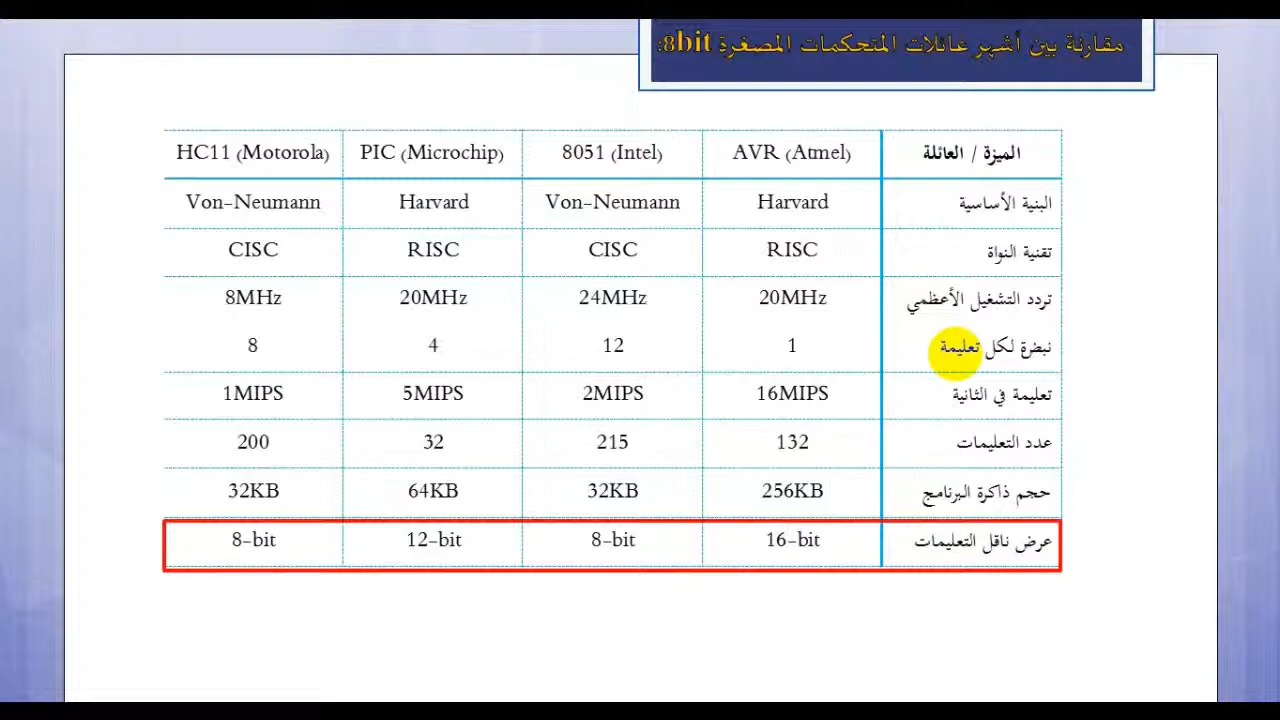 مقارنة بين أشهر عائلات المتحكمات المصغرة 8bit:
الميزة / العائلة AVR (Atmel) 8051 (Intel) PIC (Microchip) HC11 (Motorola)
البنية الأساسية Harvard Von-Neumann Harvard Von-Neumann
تقنية النواة RISC CISC RISC CISC
تردد التشغيل الأعظمي 20MHz 24MHz 20MHz 8MHz
نبضة لكل تعليمة 1 12 4 8
تعليمة في الثانية 16MIPS 2MIPS 5MIPS 1MIPS
عدد التعليمات 132 215 32 200
حجم ذاكرة البرنامج 256KB 32KB 64KB 32KB
عرض ناقل التعليمات 16-bit 8-bit 12-bit 8-bit